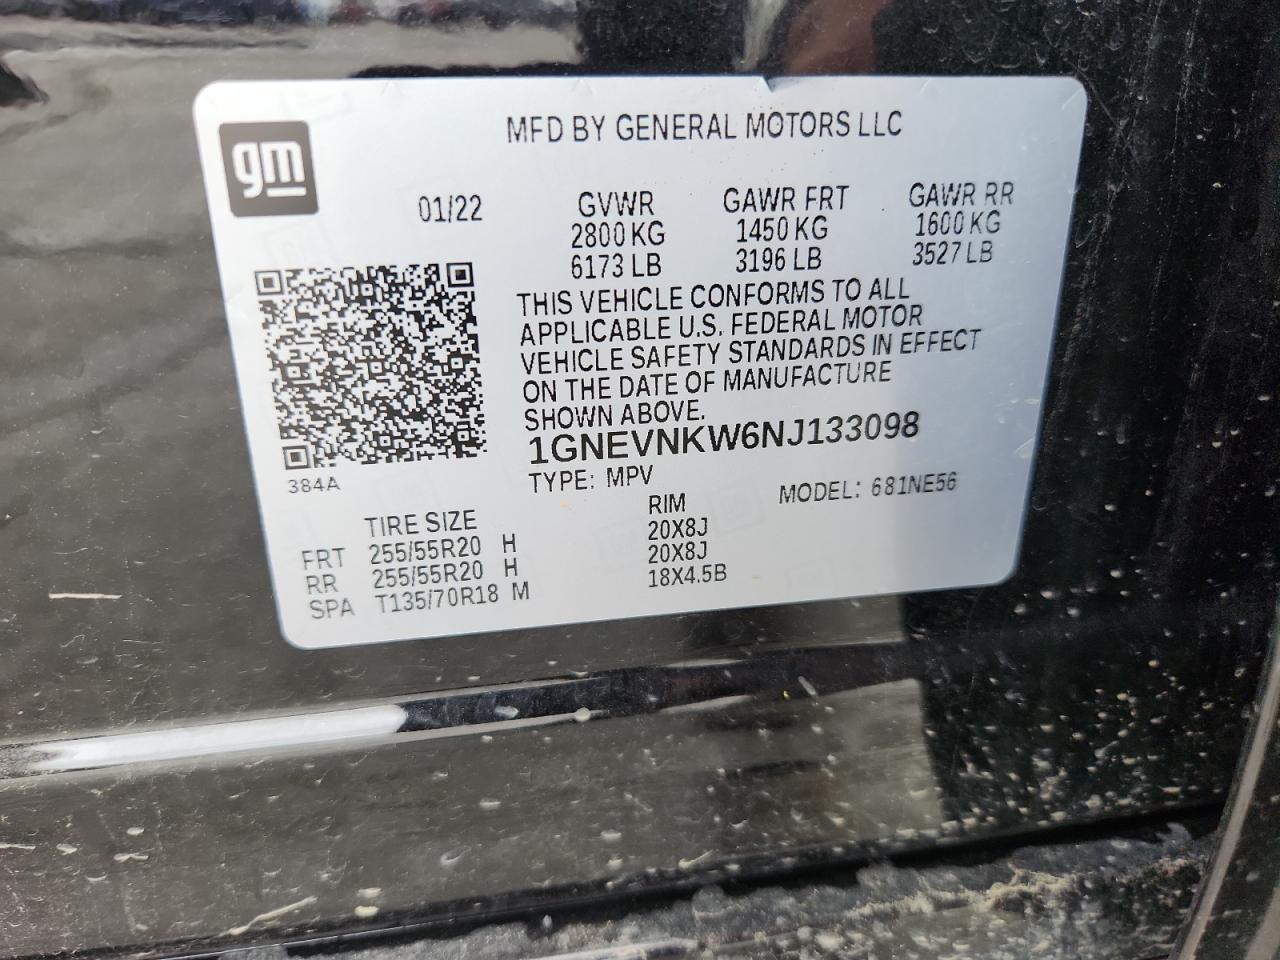 MFD BY GENERAL MOTORS LLC
gm
01/22 GVWR GAWR FRT GAWR RR
2800 KG 1450 KG 1600 KG
6173 LB 3196 LB 3527 LB
THIS VEHICLE CONFORMS TO ALL
APPLICABLE U.S. FEDERAL MOTOR
VEHICLE SAFETY STANDARDS IN EFFECT
ON THE DATE OF MANUFACTURE
SHOWN ABOVE.
1GNEVNKW6NJ133098
384A
TYPE: MPV MODEL: 681NE56
TIRE SIZE RIM
FRT 255/55R20 H 20X8J
RR 255/55R20 H 20X8J
SPA T135/70R18 M 18X4.5B